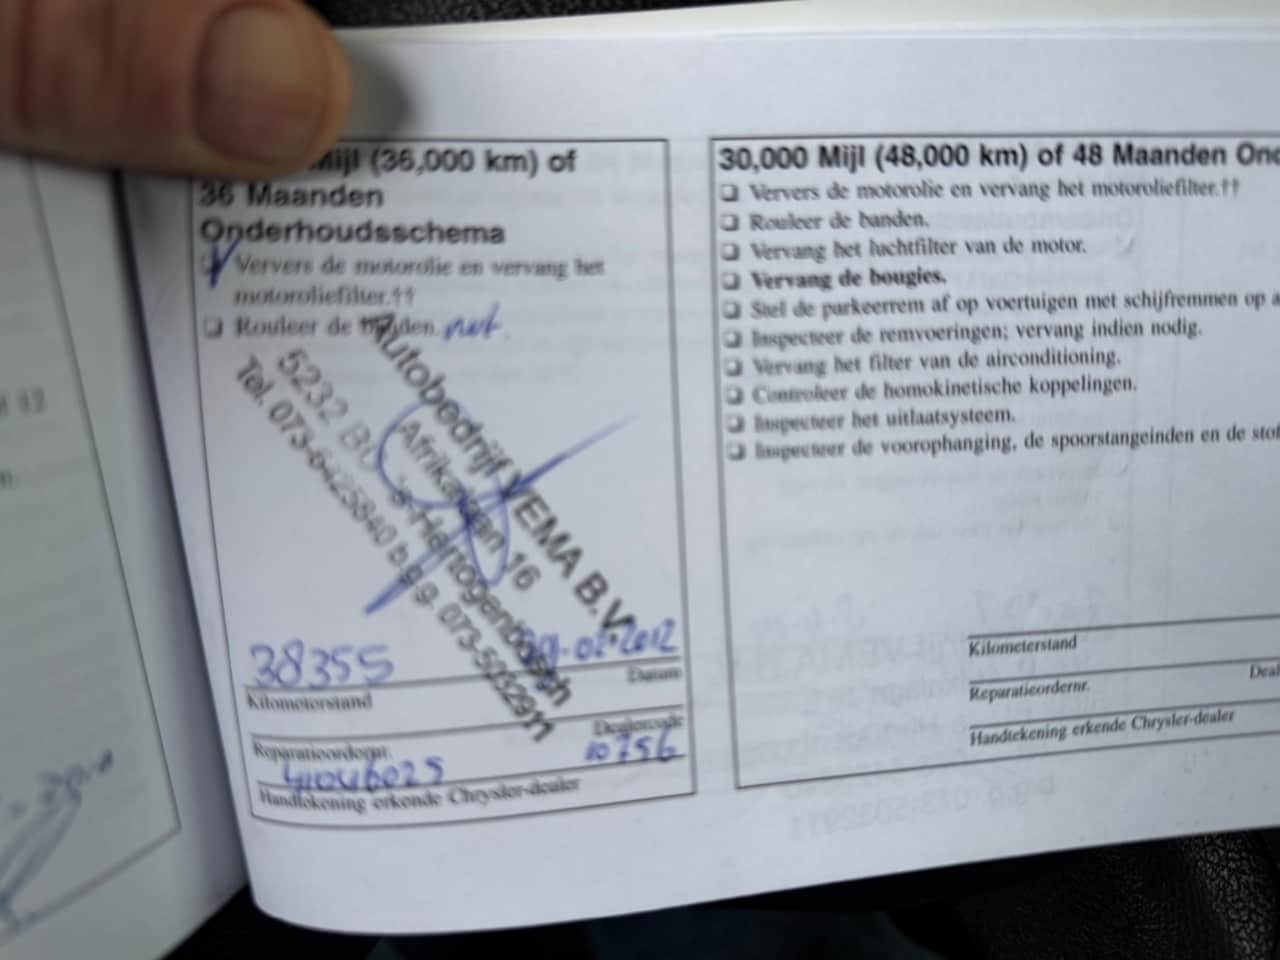 Mijl (36,000 km) of
36 Maanden
Onderhoudsschema
Ververs de motorolie en vervang het
motoroliefilter.††
Rouleer de banden.
Autobedrijf VEMA B.V.
Afrikalaan 16
5232 's-Hertogenbosch
Tel. 073-6425840 b.g.g. 073-5032911
38355
-2012
Kilometerstand
Datum
Reparatieordernr.
Dealercode
10756
Handtekening erkende Chrysler-dealer
30,000 Mijl (48,000 km) of 48 Maanden Ond
Ververs de motorolie en vervang het motoroliefilter.††
Rouleer de banden.
Vervang het luchtfilter van de motor.
Vervang de bougies.
Stel de parkeerrem af op voertuigen met schijfremmen op a
Inspecteer de remvoeringen; vervang indien nodig.
Vervang het filter van de airconditioning.
Controleer de homokinetische koppelingen.
Inspecteer het uitlaatsysteem.
Inspecteer de voorophanging, de spoorstangeinden en de stof
Kilometerstand
Reparatieordernr.
Deal
Handtekening erkende Chrysler-dealer